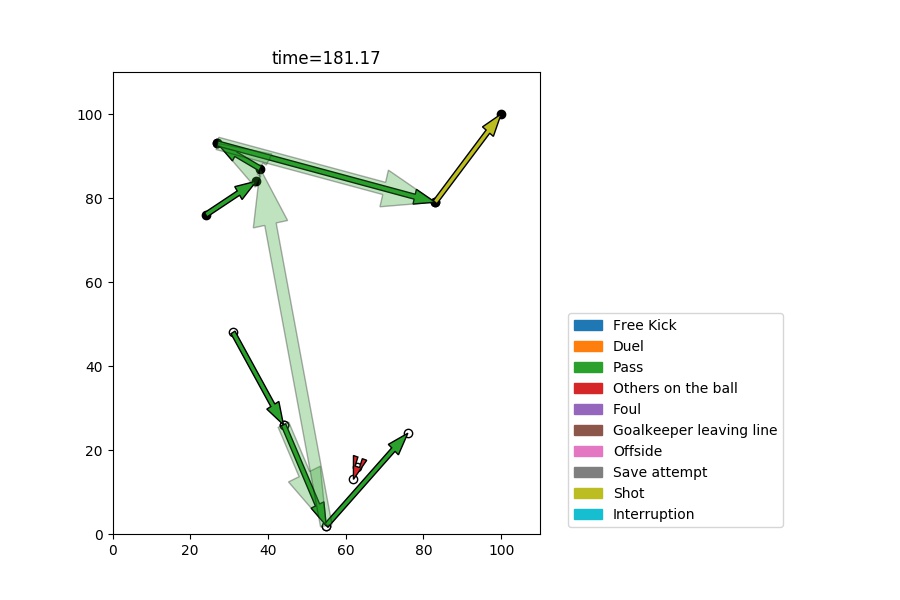 time=181.17
100
80
60
40
20
0
0 20 40 60 80 100
Free Kick
Duel
Pass
Others on the ball
Foul
Goalkeeper leaving line
Offside
Save attempt
Shot
Interruption